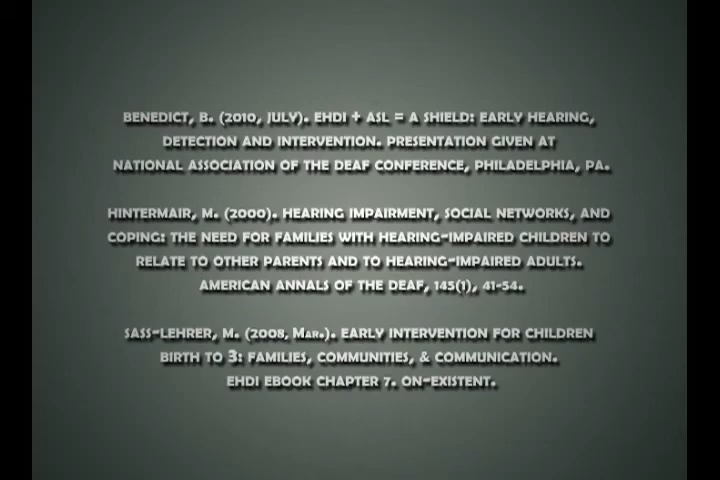 BENEDICT, B. (2010, JULY). EHDI + ASL = A SHIELD: EARLY HEARING,
DETECTION AND INTERVENTION. PRESENTATION GIVEN AT
NATIONAL ASSOCIATION OF THE DEAF CONFERENCE, PHILADELPHIA, PA.
HINTERMAIR, M. (2000). HEARING IMPAIRMENT, SOCIAL NETWORKS, AND
COPING: THE NEED FOR FAMILIES WITH HEARING-IMPAIRED CHILDREN TO
RELATE TO OTHER PARENTS AND TO HEARING-IMPAIRED ADULTS.
AMERICAN ANNALS OF THE DEAF, 145(1), 41-54.
SASS-LEHRER, M. (2008, MAR.). EARLY INTERVENTION FOR CHILDREN
BIRTH TO 3: FAMILIES, COMMUNITIES, & COMMUNICATION.
EHDI EBOOK CHAPTER 7. ON-EXISTENT.